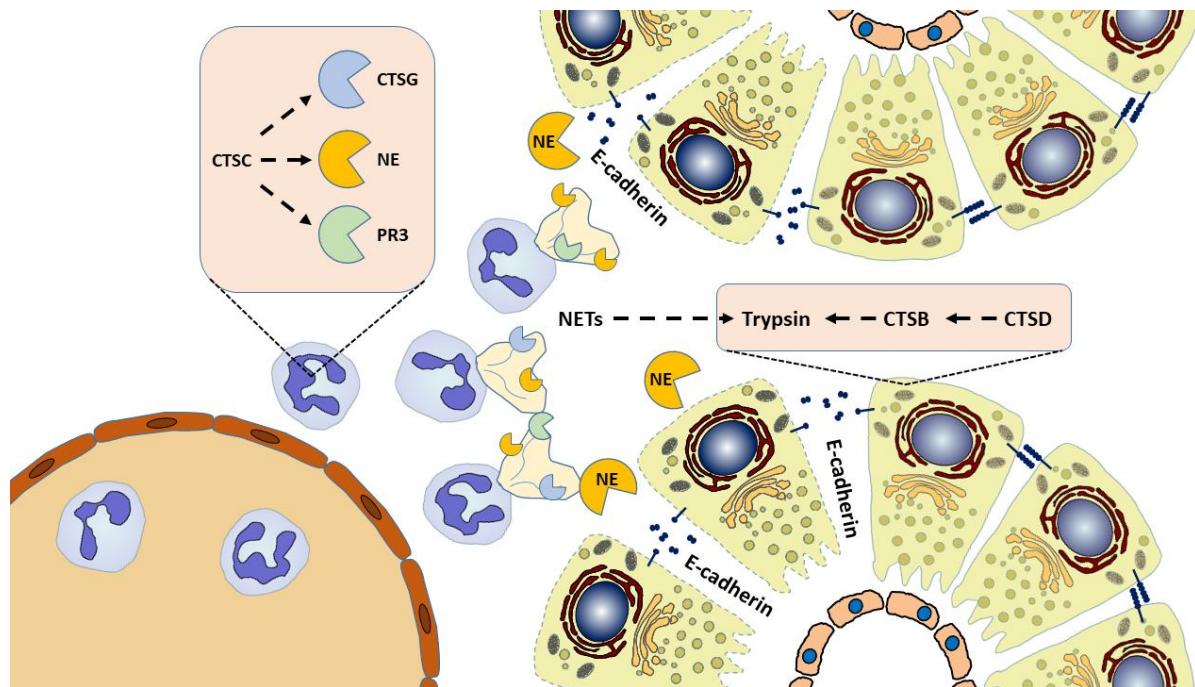 CTSG
CTSC
NE
PR3
NE
E-cadherin
NETs
Trypsin
CTSB
CTSD
NE
E-cadherin
NE
E-cadherin